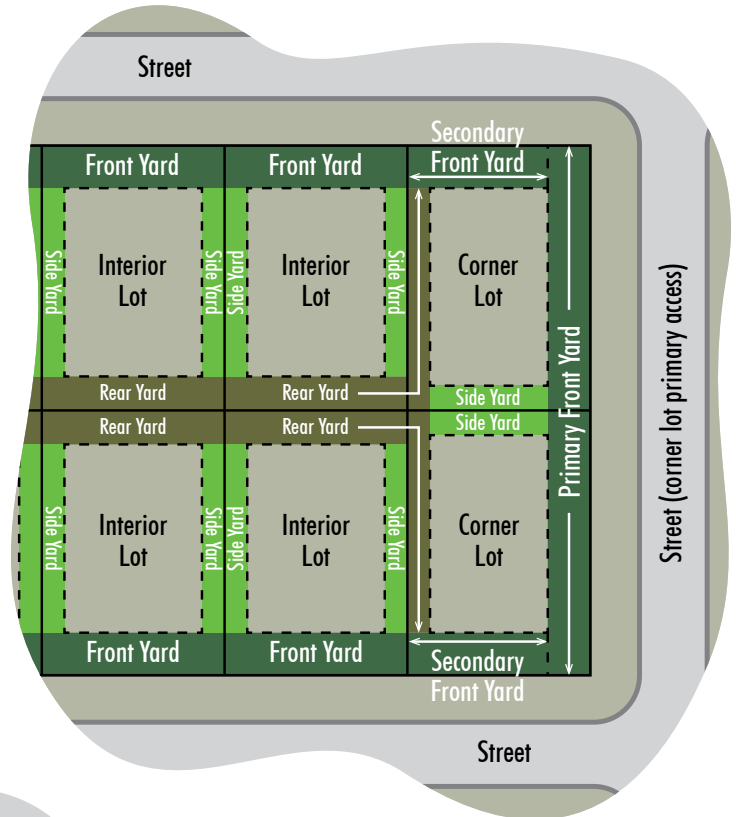 Street
Secondary
Front Yard
Front Yard
Front Yard
Side Yard
Interior
Lot
Side Yard
Side Yard
Interior
Lot
Side Yard
Corner
Lot
Rear Yard
Rear Yard
Side Yard
Rear Yard
Rear Yard
Side Yard
Primary Front Yard
Street (corner lot primary access)
Side Yard
Interior
Lot
Side Yard
Side Yard
Interior
Lot
Side Yard
Corner
Lot
Front Yard
Front Yard
Secondary
Front Yard
Street